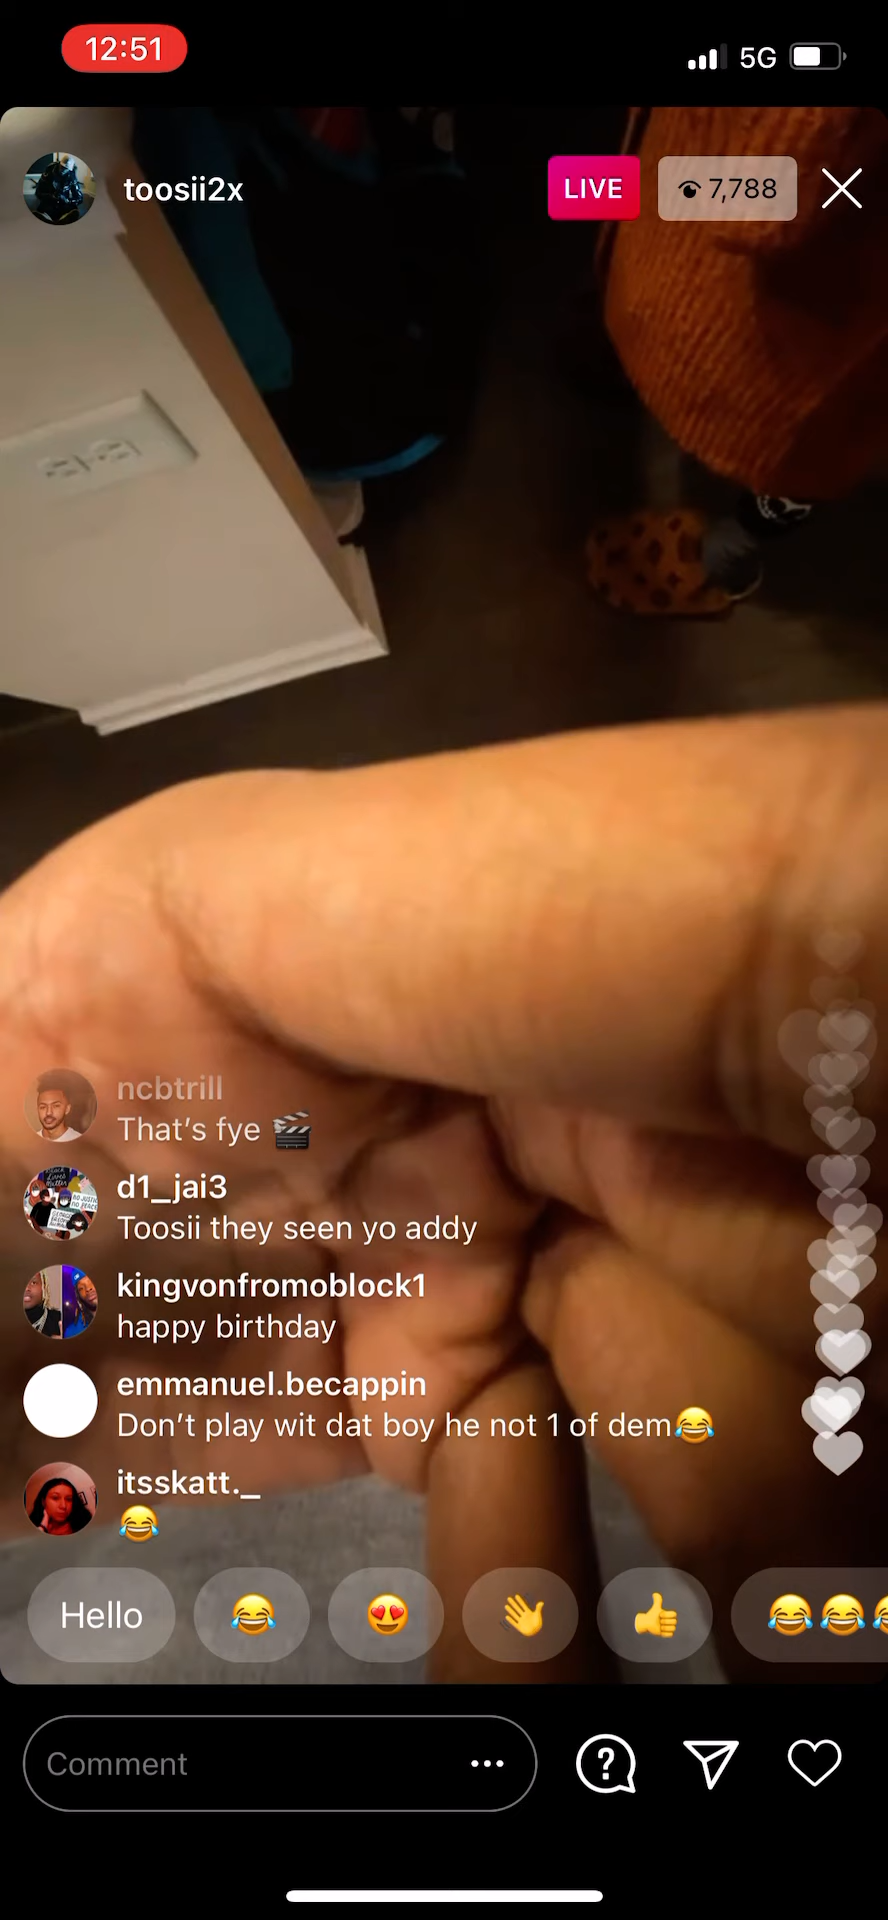 12:51
5G
toosii2x
LIVE
7,788
ncbtrill
That’s fye 🎬
d1_jai3
Toosii they seen yo addy
kingvonfromoblock1
happy birthday
emmanuel.becappin
Don’t play wit dat boy he not 1 of dem😂
itsskatt._
😂
Hello
Comment